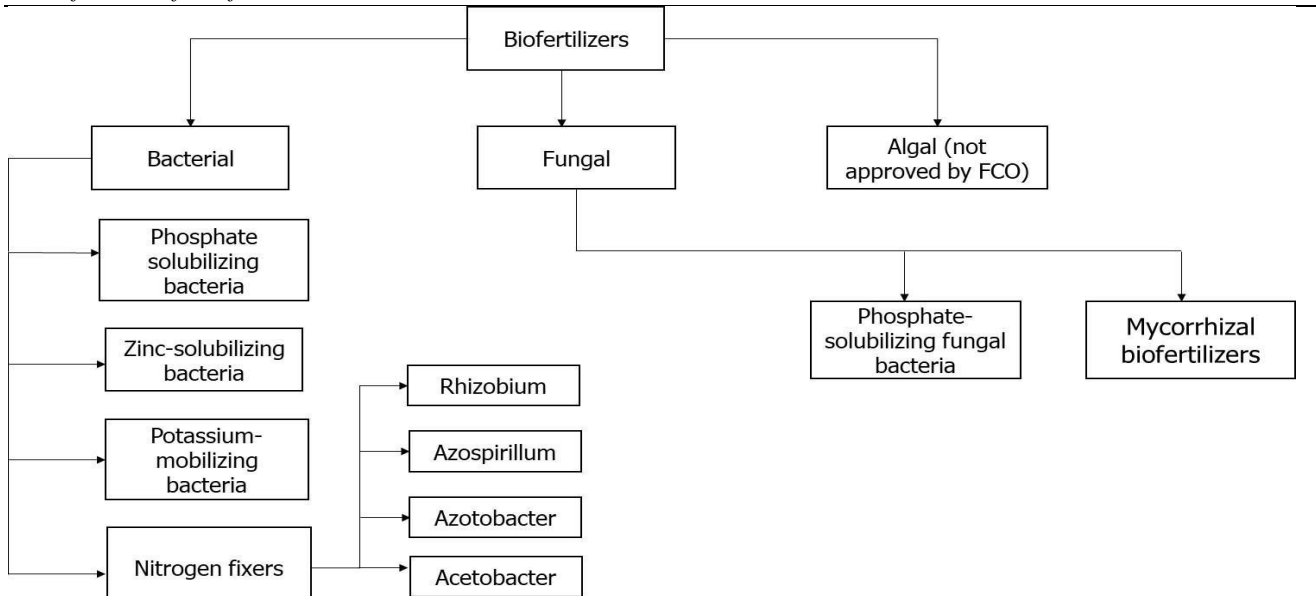 Biofertilizers
Bacterial
Fungal
Algal (not
approved by FCO)
Phosphate
solubilizing
bacteria
Zinc-solubilizing
bacteria
Potassium-
mobilizing
bacteria
Nitrogen fixers
Rhizobium
Azospirillum
Azotobacter
Acetobacter
Phosphate-
solubilizing fungal
bacteria
Mycorrhizal
biofertilizers